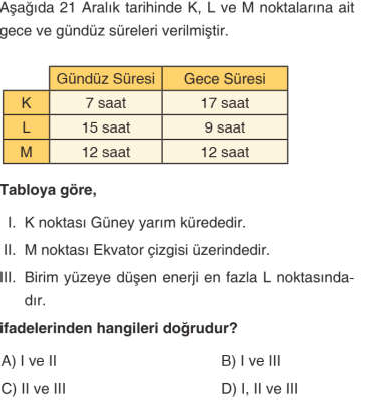 Aşağıda 21 Aralık tarihinde K, L ve M noktalarına ait
gece ve gündüz süreleri verilmiştir.
Gündüz Süresi Gece Süresi
K 7 saat 17 saat
L 15 saat 9 saat
M 12 saat 12 saat
Tabloya göre,
I. K noktası Güney yarım kürededir.
II. M noktası Ekvator çizgisi üzerindedir.
III. Birim yüzeye düşen enerji en fazla L noktasında-
dır.
ifadelerinden hangileri doğrudur?
A) I ve II B) I ve III
C) II ve III D) I, II ve III